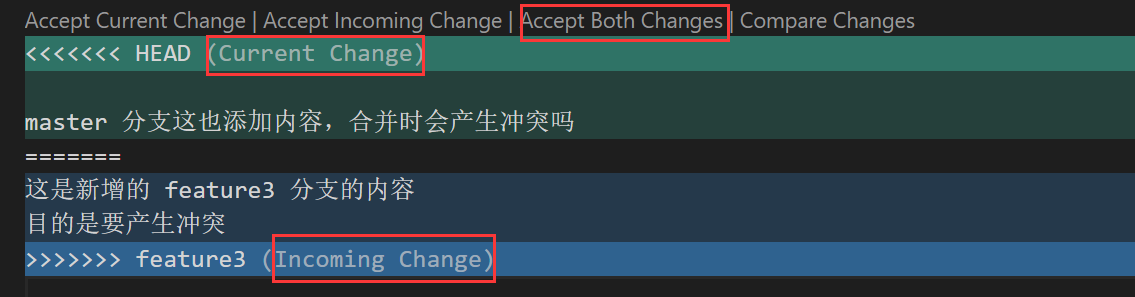 Accept Current Change | Accept Incoming Change | Accept Both Changes | Compare Changes
<<<<<<< HEAD (Current Change)
master 分支这也添加内容，合并时会产生冲突吗
=======
这是新增的 feature3 分支的内容
目的是要产生冲突
>>>>>>> feature3 (Incoming Change)